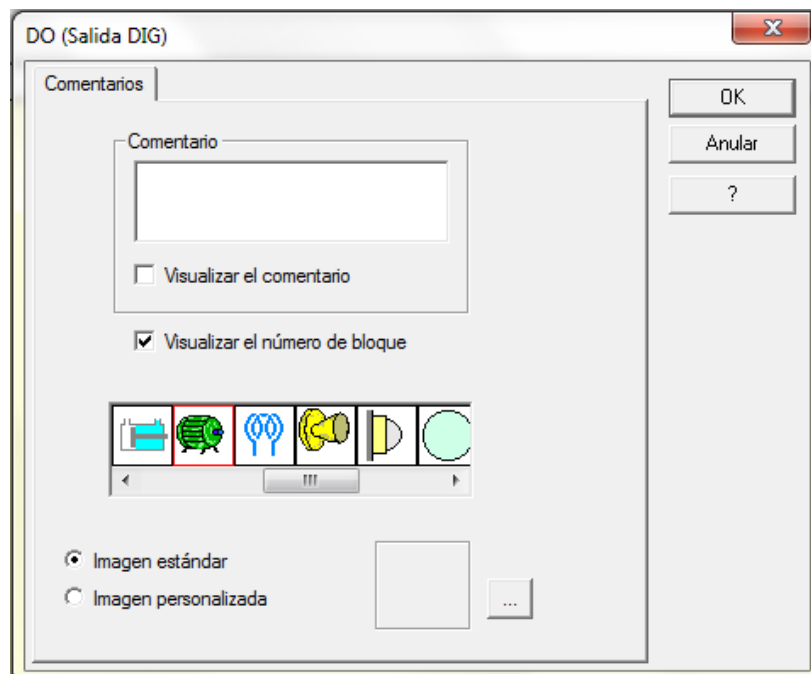 DO (Salida DIG)
Comentarios
OK
Anular
?
Comentario
Visualizar el comentario
Visualizar el número de bloque
Imagen estándar
Imagen personalizada
...